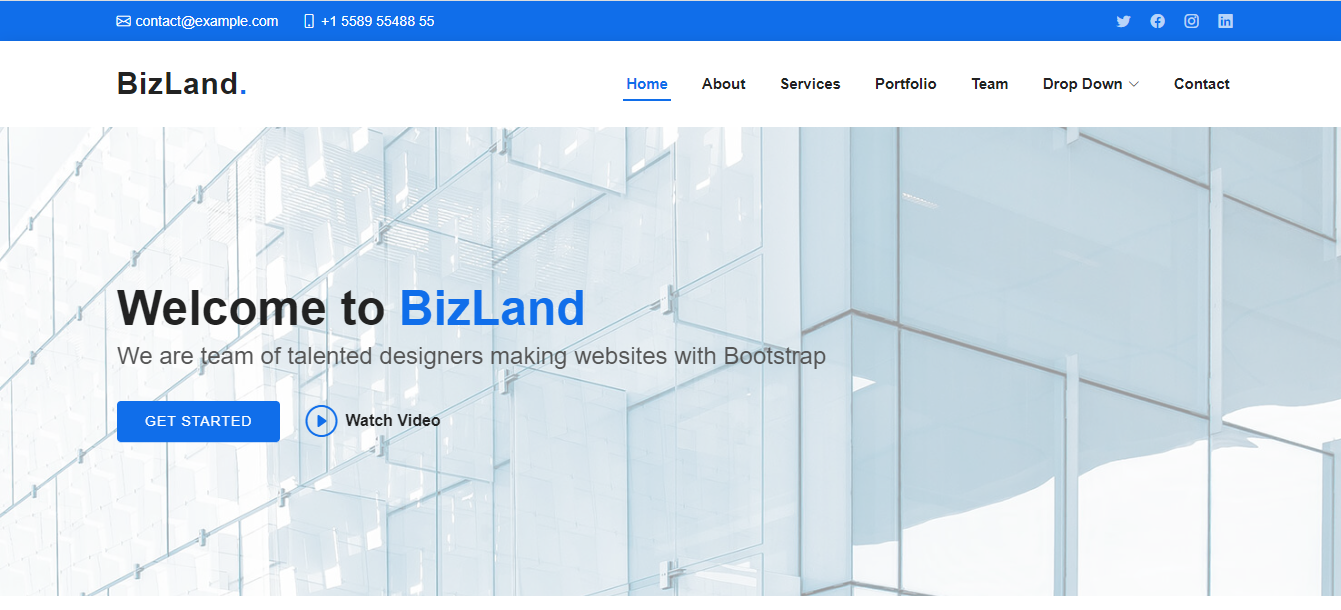 contact@example.com +1 5589 55488 55
BizLand.
Home About Services Portfolio Team Drop Down Contact
Welcome to BizLand
We are team of talented designers making websites with Bootstrap
GET STARTED Watch Video